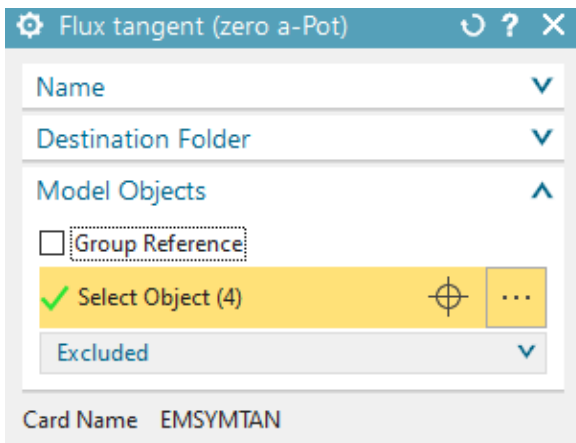 Flux tangent (zero a-Pot) ?
Name
Destination Folder
Model Objects
Group Reference
Select Object (4) ...
Excluded
Card Name EMSYMTAN